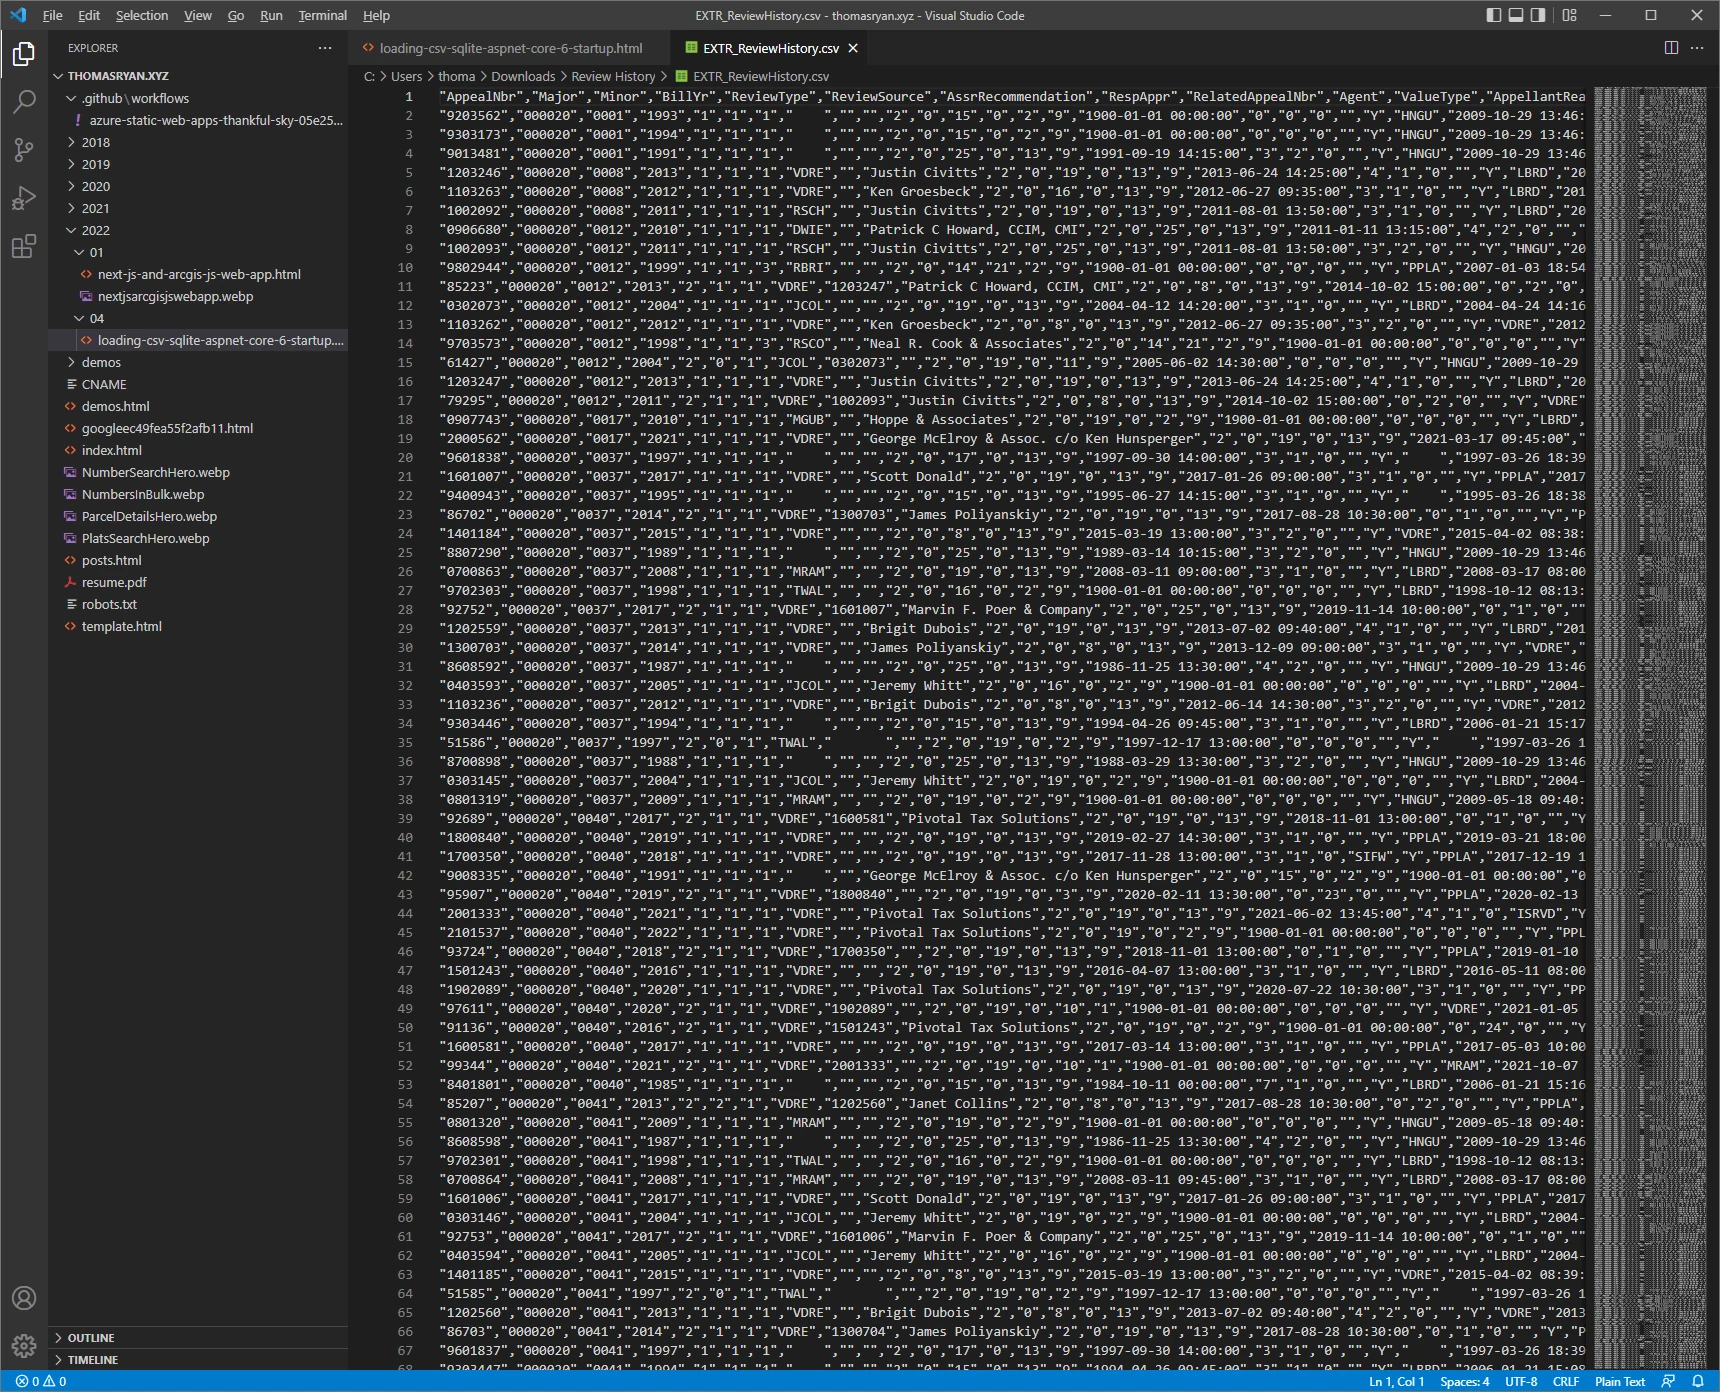 File Edit Selection View Go Run Terminal Help
EXTR_ReviewHistory.csv - thomasryan.xyz - Visual Studio Code
EXPLORER
THOMASRYAN.XYZ
.github\workflows
azure-static-web-apps-thankful-sky-05e25...
2018
2019
2020
2021
2022
01
next-js-and-arcgis-js-web-app.html
nextjsarcgisjswebapp.webp
04
loading-csv-sqlite-aspnet-core-6-startup....
demos
CNAME
demos.html
googleec49fea55f2afb11.html
index.html
NumberSearchHero.webp
NumbersInBulk.webp
ParcelDetailsHero.webp
PlatsSearchHero.webp
posts.html
resume.pdf
robots.txt
template.html
OUTLINE
TIMELINE
loading-csv-sqlite-aspnet-core-6-startup.html
EXTR_ReviewHistory.csv
C: > Users > thoma > Downloads > Review History > EXTR_ReviewHistory.csv
1 "AppealNbr","Major","Minor","BillYr","ReviewType","ReviewSource","AssrRecommendation","RespAppr","RelatedAppealNbr","Agent","ValueType","AppellantRea
2 "9203562","000020","0001","1993","1","1","1","    ","","","2","0","15","0","2","9","1900-01-01 00:00:00","0","0","0","","Y","HNGU","2009-10-29 13:46:
3 "9303173","000020","0001","1994","1","1","1","    ","","","2","0","15","0","2","9","1900-01-01 00:00:00","0","0","0","","Y","HNGU","2009-10-29 13:46:
4 "9013481","000020","0001","1991","1","1","1","    ","","","2","0","25","0","13","9","1991-09-19 14:15:00","3","2","0","","Y","HNGU","2009-10-29 13:46
5 "1203246","000020","0008","2013","1","1","1","VDRE","","Justin Civitts","2","0","19","0","13","9","2013-06-24 14:25:00","4","1","0","","Y","LBRD","20
6 "1103263","000020","0008","2012","1","1","1","VDRE","","Ken Groesbeck","2","0","16","0","13","9","2012-06-27 09:35:00","3","1","0","","Y","LBRD","201
7 "1002092","000020","0008","2011","1","1","1","RSCH","","Justin Civitts","2","0","19","0","13","9","2011-08-01 13:50:00","3","1","0","","Y","LBRD","20
8 "0906680","000020","0012","2010","1","1","1","DWIE","","Patrick C Howard, CCIM, CMI","2","0","25","0","13","9","2011-01-11 13:15:00","4","2","0","","
9 "1002093","000020","0012","2011","1","1","1","RSCH","","Justin Civitts","2","0","25","0","13","9","2011-08-01 13:50:00","3","2","0","","Y","HNGU","20
10 "9802944","000020","0012","1999","1","1","3","RBRI","","","2","0","14","21","2","9","1900-01-01 00:00:00","0","0","0","","Y","PPLA","2007-01-03 18:54
11 "85223","000020","0012","2013","2","1","1","VDRE","1203247","Patrick C Howard, CCIM, CMI","2","0","8","0","13","9","2014-10-02 15:00:00","0","2","0",
12 "0302073","000020","0012","2004","1","1","1","JCOL","","","2","0","19","0","13","9","2004-04-12 14:20:00","3","1","0","","Y","LBRD","2004-04-24 14:16
13 "1103262","000020","0012","2012","1","1","1","VDRE","","Ken Groesbeck","2","0","8","0","13","9","2012-06-27 09:35:00","3","2","0","","Y","VDRE","2012
14 "9703573","000020","0012","1998","1","1","3","RSCO","","Neal R. Cook & Associates","2","0","14","21","2","9","1900-01-01 00:00:00","0","0","0","","Y"
15 "61427","000020","0012","2004","2","0","1","JCOL","0302073","","2","0","19","0","11","9","2005-06-02 14:30:00","0","0","0","","Y","HNGU","2009-10-29
16 "1203247","000020","0012","2013","1","1","1","VDRE","","Justin Civitts","2","0","19","0","13","9","2013-06-24 14:25:00","4","1","0","","Y","LBRD","20
17 "79295","000020","0012","2011","2","1","1","VDRE","1002093","Justin Civitts","2","0","8","0","13","9","2014-10-02 15:00:00","0","2","0","","Y","VDRE"
18 "0907743","000020","0017","2010","1","1","1","MGUB","","Hoppe & Associates","2","0","19","0","2","9","1900-01-01 00:00:00","0","0","0","","Y","LBRD",
19 "2000562","000020","0017","2021","1","1","1","VDRE","","George McElroy & Assoc. c/o Ken Hunsperger","2","0","19","0","13","9","2021-03-17 09:45:00","
20 "9601838","000020","0037","1997","1","1","1","    ","","","2","0","17","0","13","9","1997-09-30 14:00:00","3","1","0","","Y","    ","1997-03-26 18:39
21 "1601007","000020","0037","2017","1","1","1","VDRE","","Scott Donald","2","0","19","0","13","9","2017-01-26 09:00:00","3","1","0","","Y","PPLA","2017
22 "9400943","000020","0037","1995","1","1","1","    ","","","2","0","15","0","13","9","1995-06-27 14:15:00","3","1","0","","Y","    ","1995-03-26 18:38
23 "86702","000020","0037","2014","2","1","1","VDRE","1300703","James Poliyanskiy","2","0","19","0","13","9","2017-08-28 10:30:00","0","1","0","","Y","P
24 "1401184","000020","0037","2015","1","1","1","VDRE","","","2","0","8","0","13","9","2015-03-19 13:00:00","3","2","0","","Y","VDRE","2015-04-02 08:38:
25 "8807290","000020","0037","1989","1","1","1","    ","","","2","0","25","0","13","9","1989-03-14 10:15:00","3","2","0","","Y","HNGU","2009-10-29 13:46
26 "0700863","000020","0037","2008","1","1","1","MRAM","","","2","0","19","0","13","9","2008-03-11 09:00:00","3","1","0","","Y","LBRD","2008-03-17 08:00
27 "9702303","000020","0037","1998","1","1","1","TWAL","","","2","0","16","0","2","9","1900-01-01 00:00:00","0","0","0","","Y","LBRD","1998-10-12 08:13:
28 "92752","000020","0037","2017","2","1","1","VDRE","1601007","Marvin F. Poer & Company","2","0","25","0","13","9","2019-11-14 10:00:00","0","1","0",""
29 "1202559","000020","0037","2013","1","1","1","VDRE","","Brigit Dubois","2","0","19","0","13","9","2013-07-02 09:40:00","4","1","0","","Y","LBRD","201
30 "1300703","000020","0037","2014","1","1","1","VDRE","","James Poliyanskiy","2","0","8","0","13","9","2013-12-09 09:00:00","3","1","0","","Y","VDRE","
31 "8608592","000020","0037","1987","1","1","1","    ","","","2","0","25","0","13","9","1986-11-25 13:30:00","4","2","0","","Y","HNGU","2009-10-29 13:46
32 "0403593","000020","0037","2005","1","1","1","JCOL","","Jeremy Whitt","2","0","16","0","2","9","1900-01-01 00:00:00","0","0","0","","Y","LBRD","2004-
33 "1103236","000020","0037","2012","1","1","1","VDRE","","Brigit Dubois","2","0","8","0","13","9","2012-06-14 14:30:00","3","2","0","","Y","VDRE","2012
34 "9303446","000020","0037","1994","1","1","1","    ","","","2","0","15","0","13","9","1994-04-26 09:45:00","3","1","0","","Y","LBRD","2006-01-21 15:17
35 "51586","000020","0037","1997","2","0","1","TWAL","       ","","2","0","19","0","2","9","1997-12-17 13:00:00","0","0","0","","Y","    ","1997-03-26 1
36 "8700898","000020","0037","1988","1","1","1","    ","","","2","0","25","0","13","9","1988-03-29 13:30:00","3","2","0","","Y","HNGU","2009-10-29 13:46
37 "0303145","000020","0037","2004","1","1","1","JCOL","","Jeremy Whitt","2","0","19","0","2","9","1900-01-01 00:00:00","0","0","0","","Y","LBRD","2004-
38 "0801319","000020","0037","2009","1","1","1","MRAM","","","2","0","19","0","2","9","1900-01-01 00:00:00","0","0","0","","Y","HNGU","2009-05-18 09:40:
39 "92689","000020","0040","2017","2","1","1","VDRE","1600581","Pivotal Tax Solutions","2","0","19","0","13","9","2018-11-01 13:00:00","0","1","0","","Y
40 "1800840","000020","0040","2019","1","1","1","VDRE","","","2","0","19","0","13","9","2019-02-27 14:30:00","3","1","0","","Y","PPLA","2019-03-21 18:00
41 "1700350","000020","0040","2018","1","1","1","VDRE","","","2","0","19","0","13","9","2017-11-28 13:00:00","3","1","0","SIFW","Y","PPLA","2017-12-19 1
42 "9008335","000020","0040","1991","1","1","1","    ","","George McElroy & Assoc. c/o Ken Hunsperger","2","0","15","0","2","9","1900-01-01 00:00:00","0
43 "95907","000020","0040","2019","2","1","1","VDRE","1800840","","2","0","19","0","3","9","2020-02-11 13:30:00","0","23","0","","Y","PPLA","2020-02-13
44 "2001333","000020","0040","2021","1","1","1","VDRE","","Pivotal Tax Solutions","2","0","19","0","13","9","2021-06-02 13:45:00","4","1","0","ISRVD","Y
45 "2101537","000020","0040","2022","1","1","1","VDRE","","Pivotal Tax Solutions","2","0","19","0","2","9","1900-01-01 00:00:00","0","0","0","","Y","PPL
46 "93724","000020","0040","2018","2","1","1","VDRE","1700350","","2","0","19","0","13","9","2018-11-01 13:00:00","0","1","0","","Y","PPLA","2019-01-10
47 "1501243","000020","0040","2016","1","1","1","VDRE","","","2","0","19","0","13","9","2016-04-07 13:00:00","3","1","0","","Y","LBRD","2016-05-11 08:00
48 "1902089","000020","0040","2020","1","1","1","VDRE","","Pivotal Tax Solutions","2","0","19","0","13","9","2020-07-22 10:30:00","3","1","0","","Y","PP
49 "97611","000020","0040","2020","2","1","1","VDRE","1902089","","2","0","19","0","10","1","1900-01-01 00:00:00","0","0","0","","Y","VDRE","2021-01-05
50 "91136","000020","0040","2016","2","1","1","VDRE","1501243","Pivotal Tax Solutions","2","0","19","0","2","9","1900-01-01 00:00:00","0","24","0","","Y
51 "1600581","000020","0040","2017","1","1","1","VDRE","","","2","0","19","0","13","9","2017-03-14 13:00:00","3","1","0","","Y","PPLA","2017-05-03 10:00
52 "99344","000020","0040","2021","2","1","1","VDRE","2001333","","2","0","19","0","10","1","1900-01-01 00:00:00","0","0","0","","Y","MRAM","2021-10-07
53 "8401801","000020","0040","1985","1","1","1","    ","","","2","0","15","0","13","9","1984-10-11 00:00:00","7","1","0","","Y","LBRD","2006-01-21 15:16
54 "85207","000020","0041","2013","2","2","1","VDRE","1202560","Janet Collins","2","0","8","0","13","9","2017-08-28 10:30:00","0","2","0","","Y","PPLA",
55 "0801320","000020","0041","2009","1","1","1","MRAM","","","2","0","19","0","2","9","1900-01-01 00:00:00","0","0","0","","Y","HNGU","2009-05-18 09:40:
56 "8608598","000020","0041","1987","1","1","1","    ","","","2","0","25","0","13","9","1986-11-25 13:30:00","4","2","0","","Y","HNGU","2009-10-29 13:46
57 "9702301","000020","0041","1998","1","1","1","TWAL","","","2","0","16","0","2","9","1900-01-01 00:00:00","0","0","0","","Y","LBRD","1998-10-12 08:13:
58 "0700864","000020","0041","2008","1","1","1","MRAM","","","2","0","19","0","13","9","2008-03-11 09:45:00","3","1","0","","Y","LBRD","2008-03-17 08:00
59 "1601006","000020","0041","2017","1","1","1","VDRE","","Scott Donald","2","0","19","0","13","9","2017-01-26 09:00:00","3","1","0","","Y","PPLA","2017
60 "0303146","000020","0041","2004","1","1","1","JCOL","","Jeremy Whitt","2","0","19","0","2","9","1900-01-01 00:00:00","0","0","0","","Y","LBRD","2004-
61 "92753","000020","0041","2017","2","1","1","VDRE","1601006","Marvin F. Poer & Company","2","0","25","0","13","9","2019-11-14 10:00:00","0","1","0",""
62 "0403594","000020","0041","2005","1","1","1","JCOL","","Jeremy Whitt","2","0","16","0","2","9","1900-01-01 00:00:00","0","0","0","","Y","LBRD","2004-
63 "1401185","000020","0041","2015","1","1","1","VDRE","","","2","0","8","0","13","9","2015-03-19 13:00:00","3","2","0","","Y","VDRE","2015-04-02 08:39:
64 "51585","000020","0041","1997","2","0","1","TWAL","       ","","2","0","19","0","2","9","1997-12-17 13:00:00","0","0","0","","Y","    ","1997-03-26 1
65 "1202560","000020","0041","2013","1","1","1","VDRE","","Brigit Dubois","2","0","8","0","13","9","2013-07-02 09:40:00","4","2","0","","Y","VDRE","2013
66 "86703","000020","0041","2014","2","1","1","VDRE","1300704","James Poliyanskiy","2","0","19","0","13","9","2017-08-28 10:30:00","0","1","0","","Y","P
67 "9601837","000020","0041","1997","1","1","1","    ","","","2","0","17","0","13","9","1997-09-30 14:00:00","3","1","0","","Y","    ","1997-03-26 18:39
68 "9303447","000020","0041","1994","1","1","1","    ","","","2","0","15","0","13","9","1994-04-26 09:45:00","3","1","0","","Y","LBRD","2006-01-21 15:08
0 0
Ln 1, Col 1 Spaces: 4 UTF-8 CRLF Plain Text